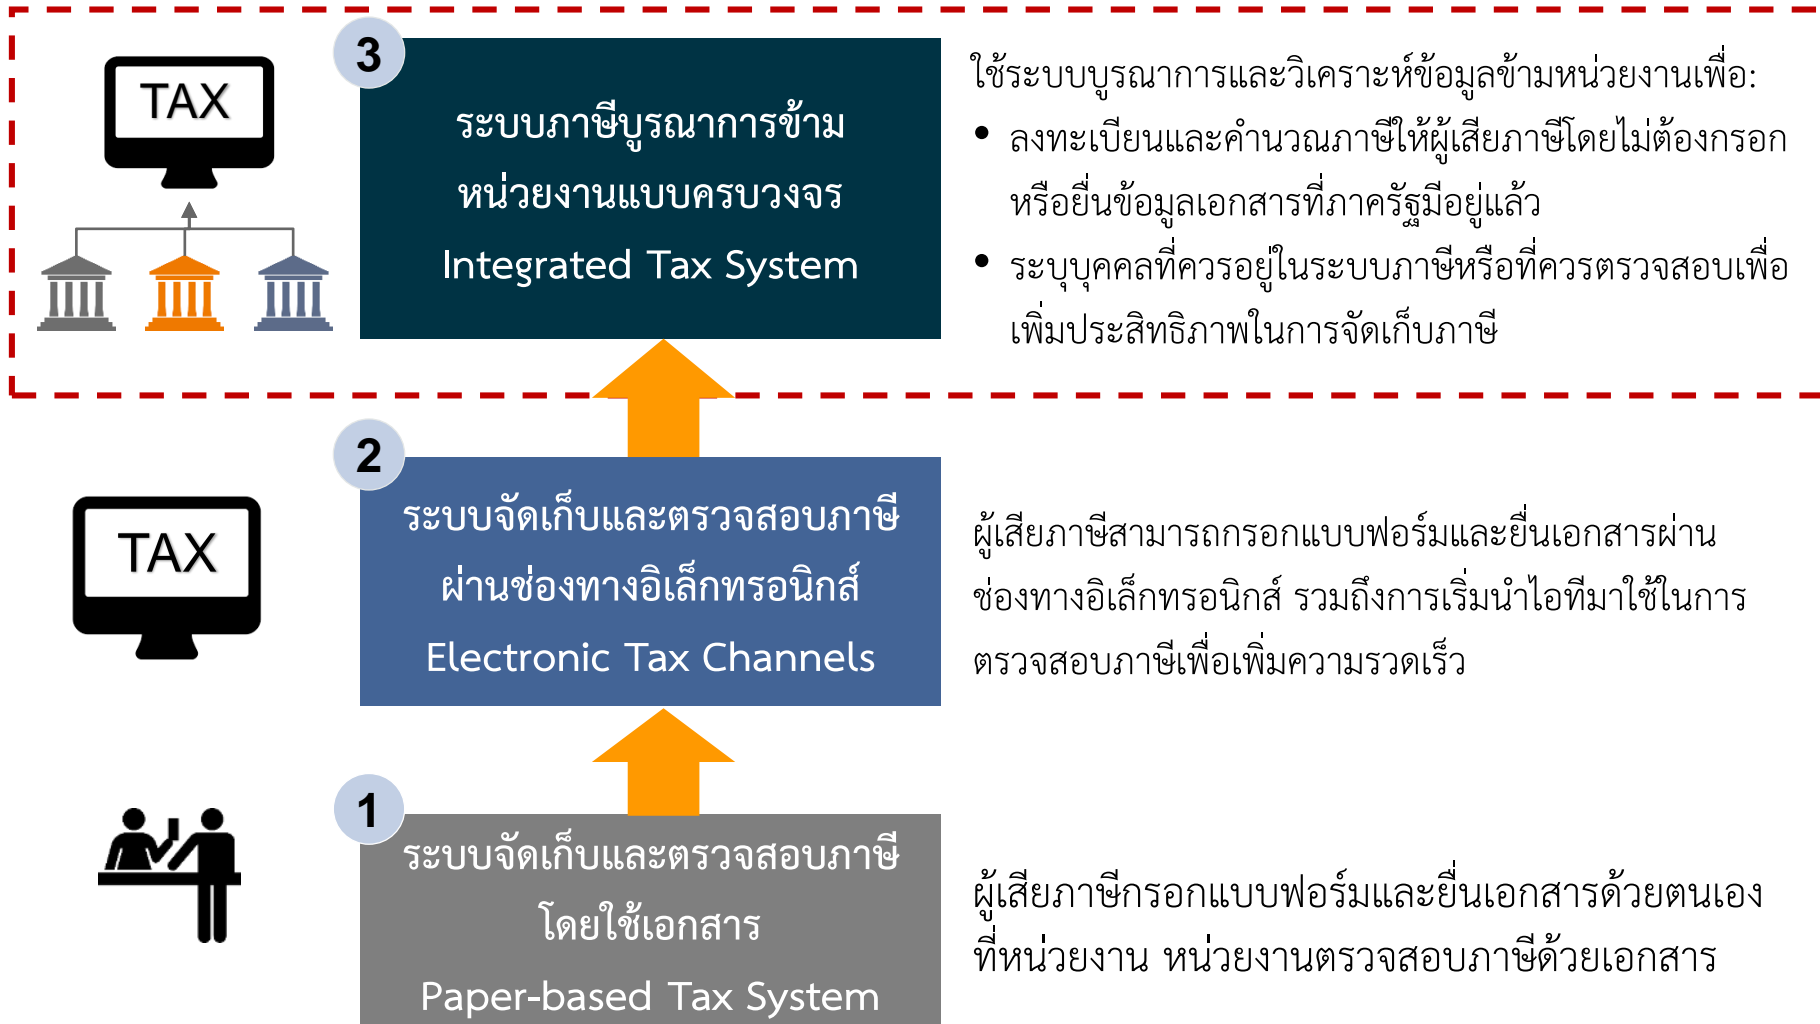 TAX
3
ระบบภาษีบูรณาการข้าม
หน่วยงานแบบครบวงจร
Integrated Tax System
ใช้ระบบบูรณาการและวิเคราะห์ข้อมูลข้ามหน่วยงานเพื่อ:
• ลงทะเบียนและคำนวณภาษีให้ผู้เสียภาษีโดยไม่ต้องกรอก
หรือยื่นข้อมูลเอกสารที่ภาครัฐมีอยู่แล้ว
• ระบุบุคคลที่ควรอยู่ในระบบภาษีหรือที่ควรตรวจสอบเพื่อ
เพิ่มประสิทธิภาพในการจัดเก็บภาษี
TAX
2
ระบบจัดเก็บและตรวจสอบภาษี
ผ่านช่องทางอิเล็กทรอนิกส์
Electronic Tax Channels
ผู้เสียภาษีสามารถกรอกแบบฟอร์มและยื่นเอกสารผ่าน
ช่องทางอิเล็กทรอนิกส์ รวมถึงการเริ่มนำไอทีมาใช้ในการ
ตรวจสอบภาษีเพื่อเพิ่มความรวดเร็ว
1
ระบบจัดเก็บและตรวจสอบภาษี
โดยใช้เอกสาร
Paper-based Tax System
ผู้เสียภาษีกรอกแบบฟอร์มและยื่นเอกสารด้วยตนเอง
ที่หน่วยงาน หน่วยงานตรวจสอบภาษีด้วยเอกสาร